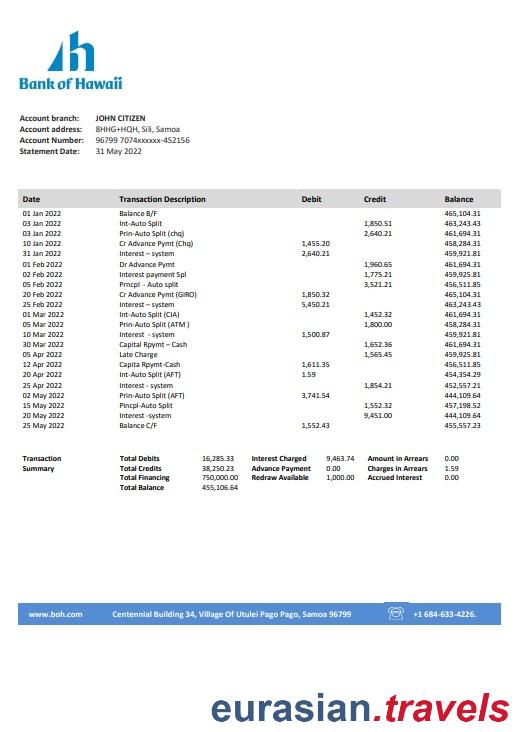 Bank of Hawaii
Account branch: JOHN CITIZEN
Account address: 8HHG+HQH, Sili, Samoa
Account Number: 96799 7074xxxxxx-452156
Statement Date: 31 May 2022
Date Transaction Description Debit Credit Balance
01 Jan 2022 Balance B/F 465,104.31
03 Jan 2022 Int-Auto Split 1,850.51 463,243.43
03 Jan 2022 Prin-Auto Split (chq) 2,640.21 461,694.31
10 Jan 2022 Cr Advance Pymt (Chq) 1,455.20 458,284.31
31 Jan 2022 Interest – system 2,640.21 459,921.81
01 Feb 2022 Dr Advance Pymt 1,960.65 461,694.31
02 Feb 2022 Interest payment Spl 1,775.21 459,925.81
05 Feb 2022 Prncpl - Auto split 3,521.21 456,511.85
20 Feb 2022 Cr Advance Pymt (GIRO) 1,850.32 465,104.31
25 Feb 2022 Interest – system 5,450.21 463,243.43
01 Mar 2022 Int-Auto Split (CIA) 1,452.32 461,694.31
05 Mar 2022 Prin-Auto Split (ATM ) 1,800.00 458,284.31
10 Mar 2022 Interest - system 1,500.87 459,921.81
30 Mar 2022 Capital Rpymt – Cash 1,652.36 461,694.31
05 Apr 2022 Late Charge 1,565.45 459,925.81
12 Apr 2022 Capita Rpymt-Cash 1,611.35 456,511.85
20 Apr 2022 Int-Auto Split (AFT) 1.59 454,354.29
25 Apr 2022 Interest - system 1,854.21 452,557.21
02 May 2022 Prin-Auto Split (AFT) 3,741.54 444,109.64
15 May 2022 Pincpl-Auto Split 1,552.32 457,198.52
20 May 2022 Interest-system 9,451.00 444,109.64
25 May 2022 Balance C/F 1,552.43 455,557.23
Transaction Total Debits 16,285.33 Interest Charged 9,463.74 Amount in Arrears 0.00
Summary Total Credits 38,250.23 Advance Payment 0.00 Charges in Arrears 1.59
Total Financing 750,000.00 Redraw Available 1,000.00 Accrued Interest 0.00
Total Balance 455,106.64
www.boh.com Centennial Building 34, Village Of Utulei Pago Pago, Samoa 96799 +1 684-633-4226.
eurasian.travels